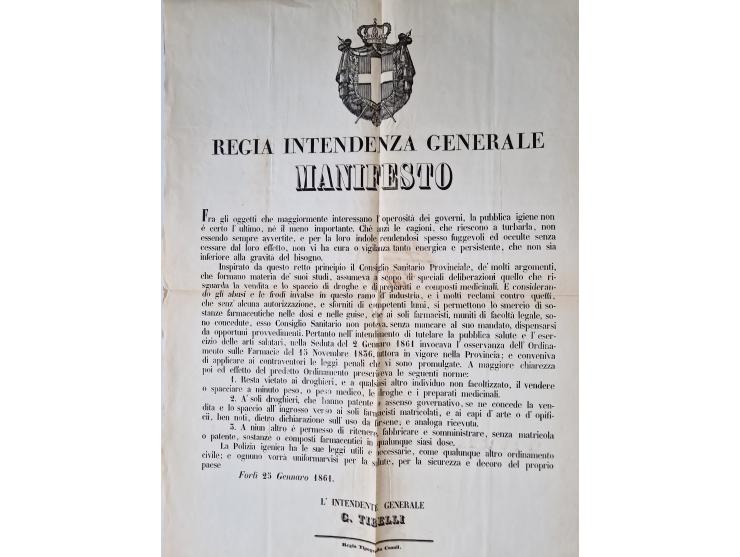 REGIA INTENDENZA GENERALE
MANIFESTO
Fra gli oggetti che maggiormente interessano l'operosità dei governi, la pubblica igiene non
è certo l'ultimo, nè il meno importante. Chè anzi le cagioni, che riescono a turbarla, non
essendo sempre avvertite, e per la loro indole rendendosi spesso fuggevoli ed occulte senza
cessare dal loro effetto, non vi ha cura o vigilanza tanto energica e persistente, che non sia
inferiore alla gravità del bisogno.
Inspirato da questo retto principio il Consiglio Sanitario Provinciale, de' molti argomenti,
che formano materia de' suoi studi, assumeva a scopo di speciali deliberazioni quello che ri-
sguarda la vendita e lo spaccio di droghe e di preparati e composti medicinali. E consideran-
do gli abusi e le frodi invalse in questo ramo d'industria, e i molti reclami contro quelli,
che senz' alcuna autorizzazione, e sforniti di competenti lumi, si permettono lo smercio di so-
stanze farmaceutiche nelle dosi e nelle guise, che ai soli farmacisti, muniti di facoltà legale, so-
no concedute, esso Consiglio Sanitario non poteva, senza mancare al suo mandato, dispensarsi
da opportuni provvedimenti. Pertanto nell'intendimento di tutelare la pubblica salute e l'eser-
cizio delle arti salutari, nella Seduta del 2 Gennaro 1861 invocava l'osservanza dell'Ordina-
mento sulle Farmacie del 15 Novembre 1836, tuttora in vigore nella Provincia; e conveniva
di applicare ai contraventori le leggi penali che vi sono promulgate. A maggiore chiarezza
poi ed effetto del predetto Ordinamento prescriveva le seguenti norme:
1. Resta vietato ai droghieri, e a qualsiasi altro individuo non facoltizzato, il vendere
o spacciare a minuto peso, o peso medico, le droghe e i preparati medicinali.
2. A' soli droghieri, che hanno patente e assenso governativo, se ne concede la ven-
dita e lo spaccio all'ingrosso verso ai soli farmacisti matricolati, e ai capi d'arte o d'opifi-
cii, ben noti, dietro dichiarazione sull'uso da farsene, e analoga ricevuta.
3. A niun altro è permesso di ritenere, fabbricare e somministrare, senza matricola
o patente, sostanze o composti farmaceutici in qualunque siasi dose.
La Polizia igenica ha le sue leggi utili e necessarie, come qualunque altro ordinamento
civile; e ognuno vorrà uniformarvisi per la salute, per la sicurezza e decoro del proprio
paese
Forlì 25 Gennaro 1861.
L' INTENDENTE GENERALE
G. TIBELLI
Regia Tipografia Casali.